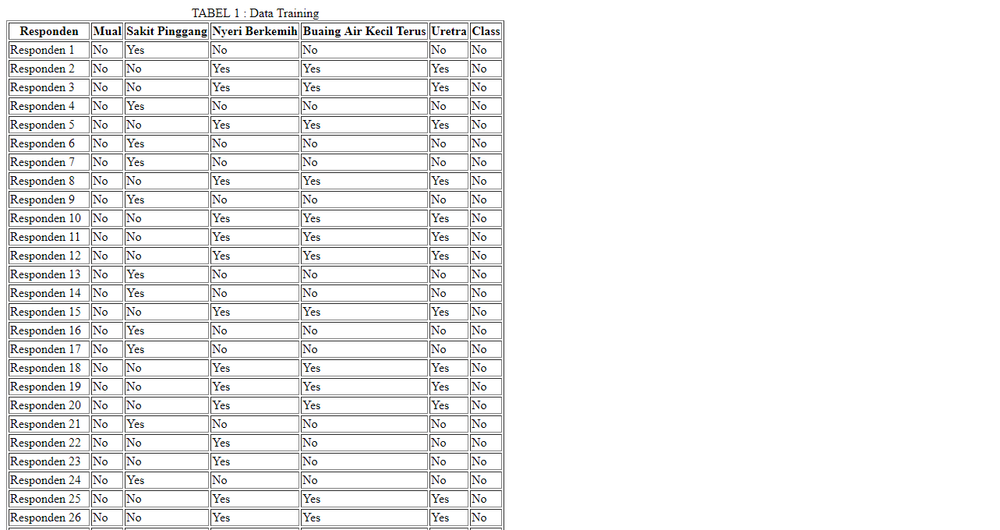 TABEL 1 : Data Training
Responden Mual Sakit Pinggang Nyeri Berkemih Buaing Air Kecil Terus Uretra Class
Responden 1 No Yes No No No No
Responden 2 No No Yes Yes Yes No
Responden 3 No No Yes Yes Yes No
Responden 4 No Yes No No No No
Responden 5 No No Yes Yes Yes No
Responden 6 No Yes No No No No
Responden 7 No Yes No No No No
Responden 8 No No Yes Yes Yes No
Responden 9 No Yes No No No No
Responden 10 No No Yes Yes Yes No
Responden 11 No No Yes Yes Yes No
Responden 12 No No Yes Yes Yes No
Responden 13 No Yes No No No No
Responden 14 No Yes No No No No
Responden 15 No No Yes Yes Yes No
Responden 16 No Yes No No No No
Responden 17 No Yes No No No No
Responden 18 No No Yes Yes Yes No
Responden 19 No No Yes Yes Yes No
Responden 20 No No Yes Yes Yes No
Responden 21 No Yes No No No No
Responden 22 No No Yes No No No
Responden 23 No No Yes No No No
Responden 24 No Yes No No No No
Responden 25 No No Yes Yes Yes No
Responden 26 No No Yes Yes Yes No